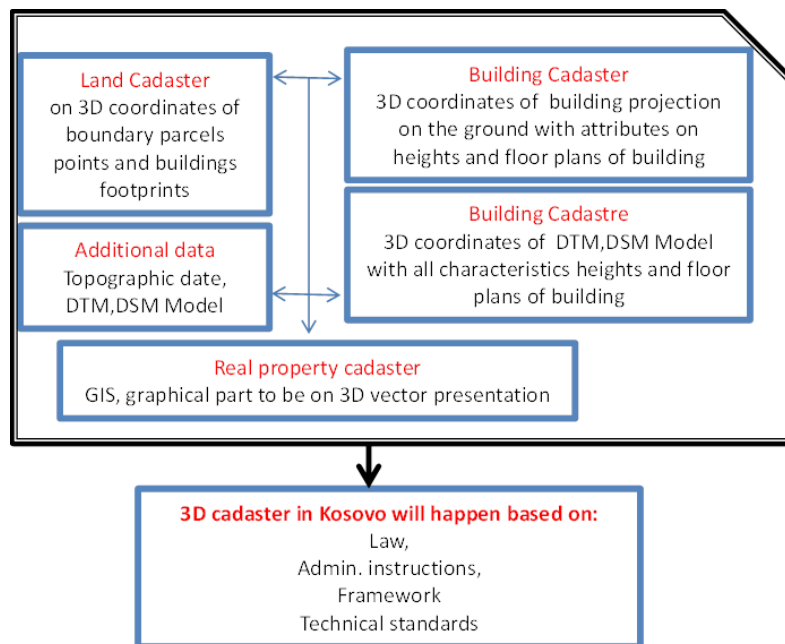 Land Cadaster
on 3D coordinates of
boundary parcels
points and buildings
footprints
Building Cadaster
3D coordinates of building projection
on the ground with attributes on
heights and floor plans of building
Additional data
Topographic date,
DTM,DSM Model
Building Cadastre
3D coordinates of DTM,DSM Model
with all characteristics heights and floor
plans of building
Real property cadaster
GIS, graphical part to be on 3D vector presentation
3D cadaster in Kosovo will happen based on:
Law,
Admin. instructions,
Framework
Technical standards